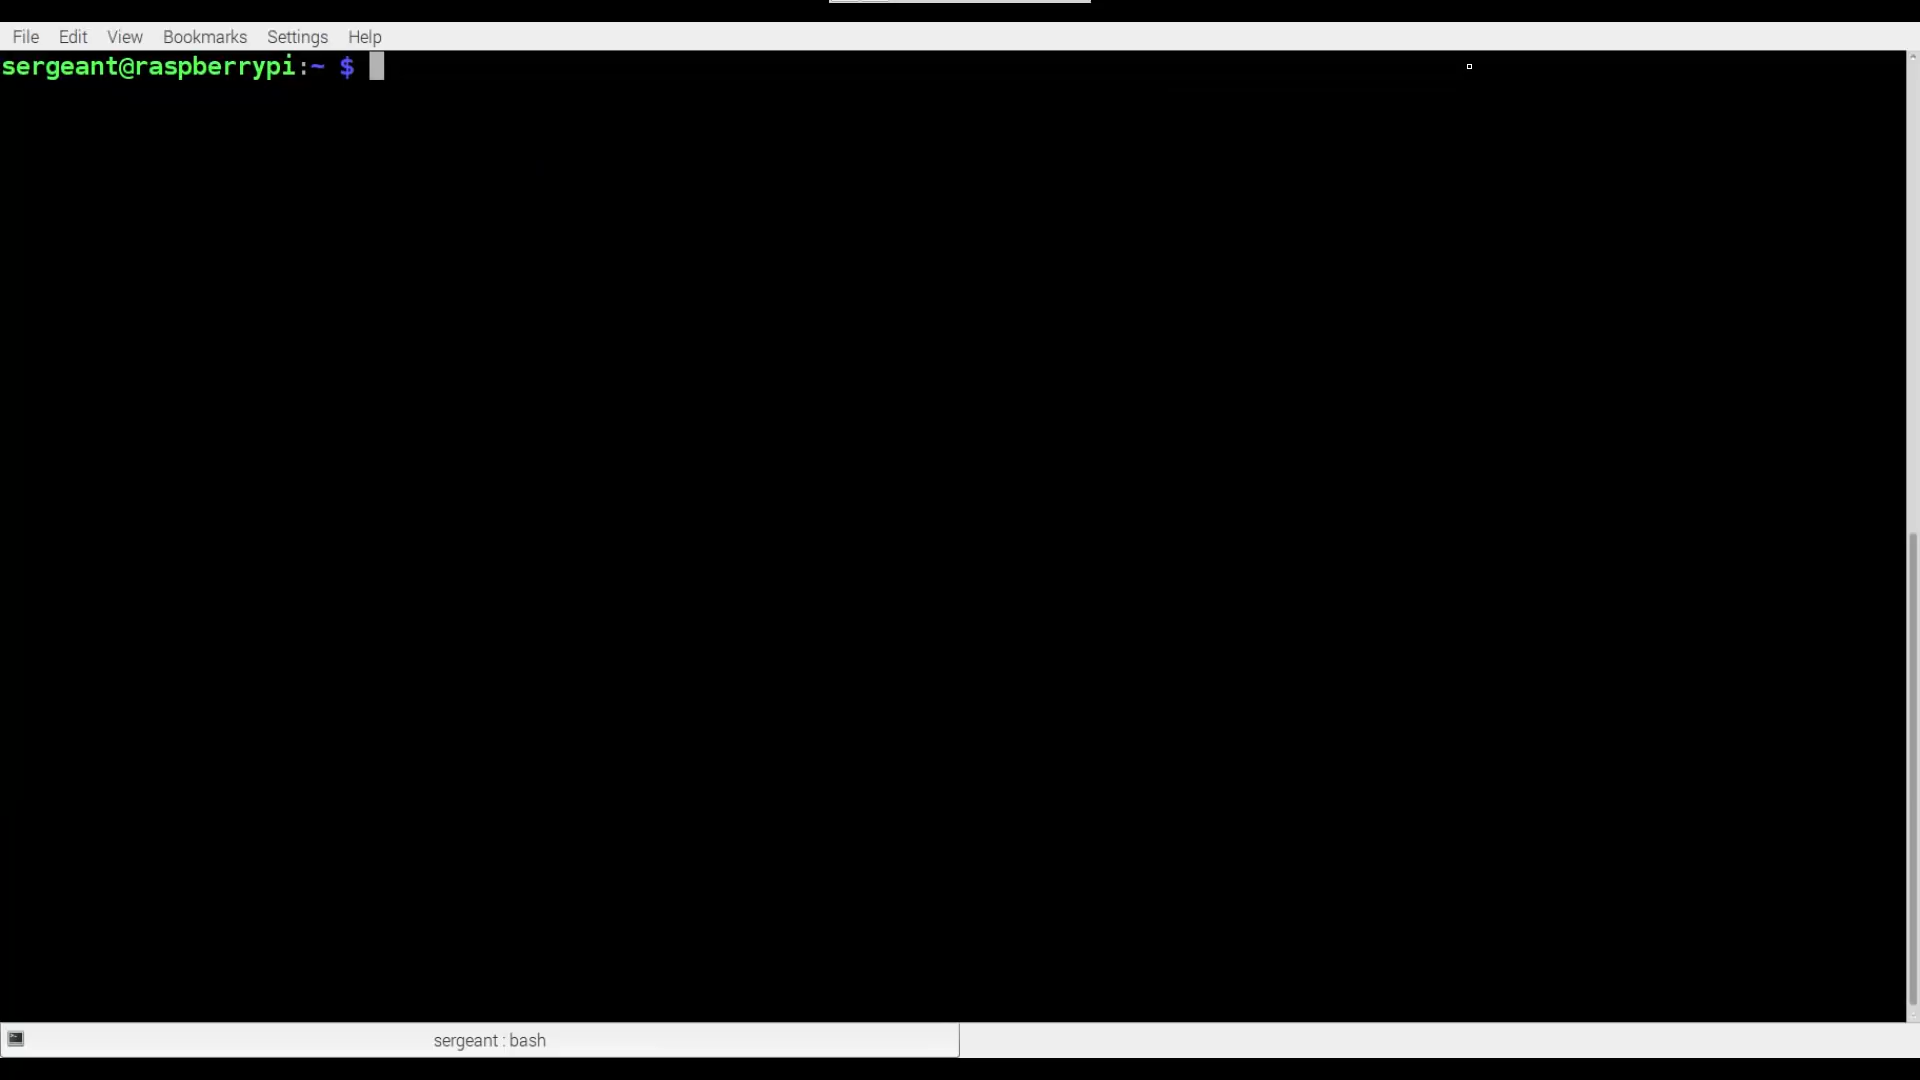 File Edit View Bookmarks Settings Help
sergeant@raspberrypi:~ $
sergeant : bash